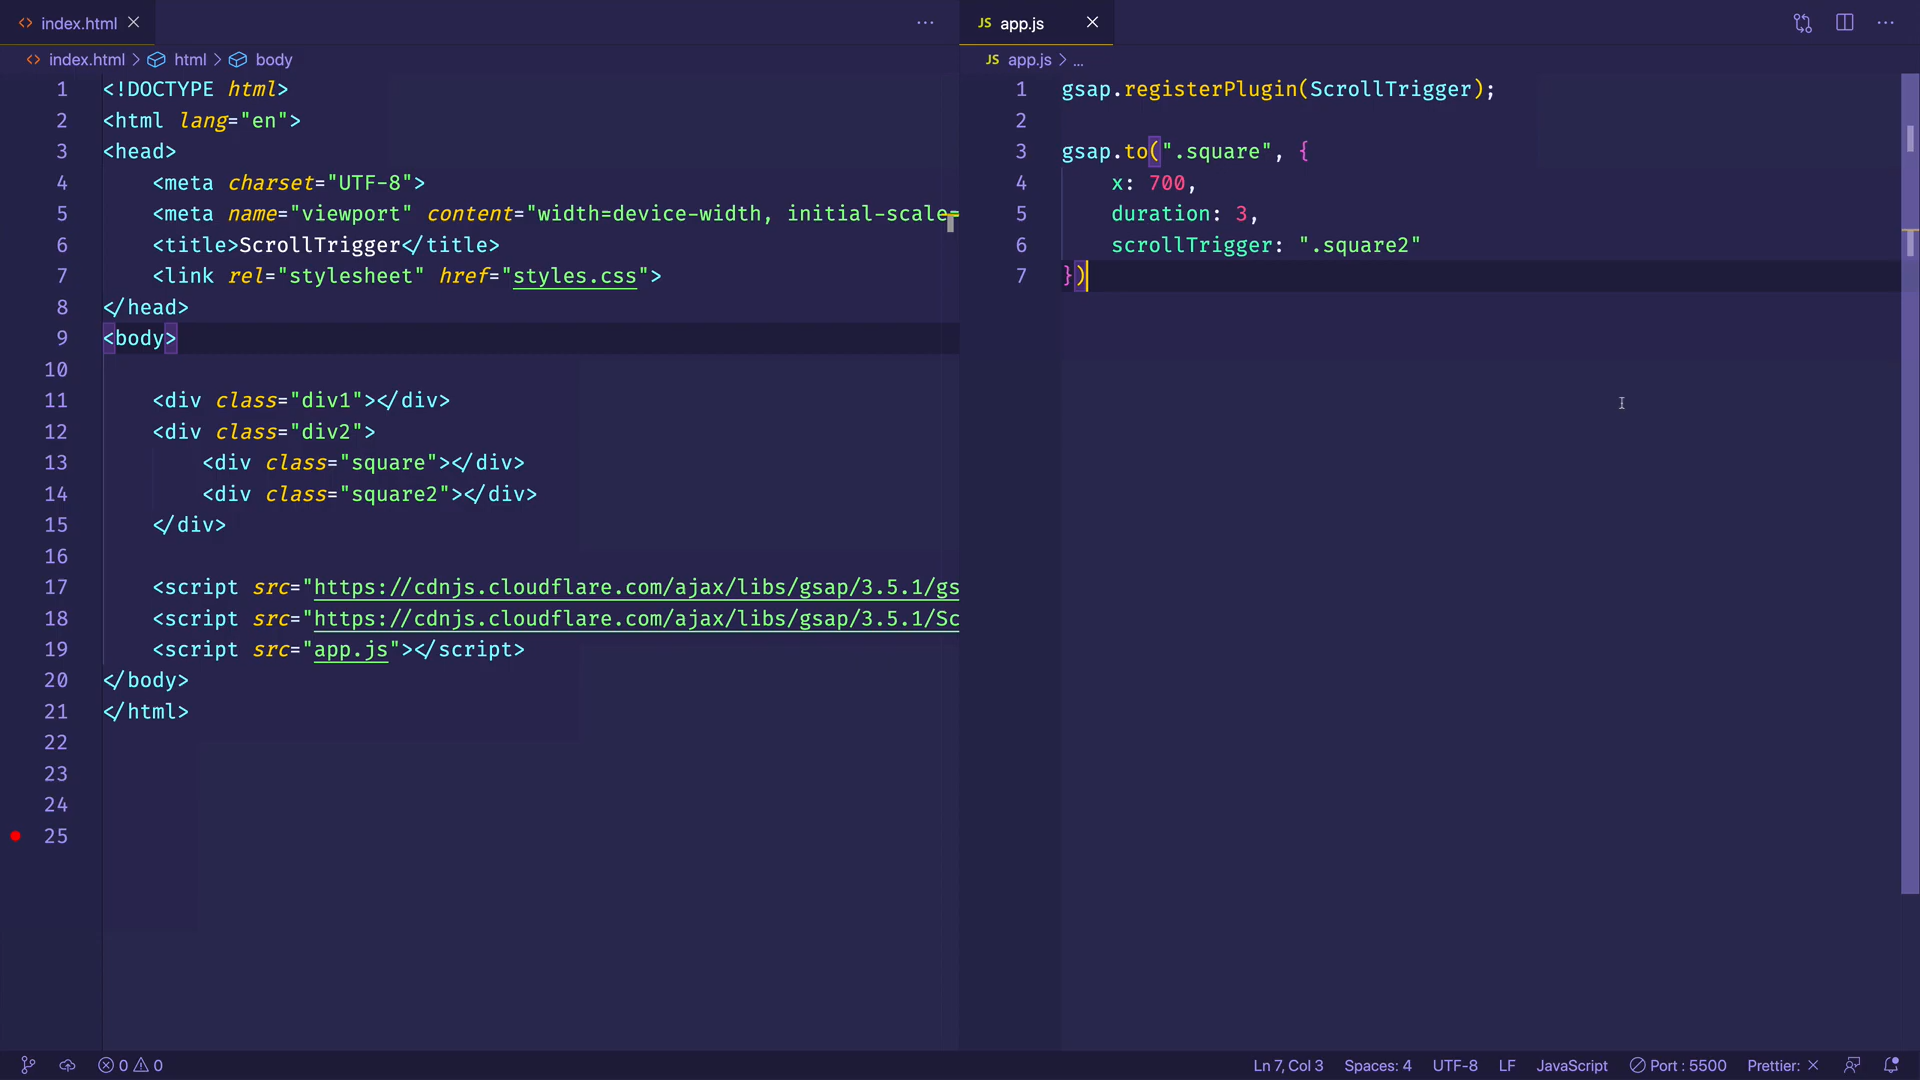 index.html
index.html > html > body
1 <!DOCTYPE html>
2 <html lang="en">
3 <head>
4 <meta charset="UTF-8">
5 <meta name="viewport" content="width=device-width, initial-scale=
6 <title>ScrollTrigger</title>
7 <link rel="stylesheet" href="styles.css">
8 </head>
9 <body>
10
11 <div class="div1"></div>
12 <div class="div2">
13 <div class="square"></div>
14 <div class="square2"></div>
15 </div>
16
17 <script src="https://cdnjs.cloudflare.com/ajax/libs/gsap/3.5.1/gs
18 <script src="https://cdnjs.cloudflare.com/ajax/libs/gsap/3.5.1/Sc
19 <script src="app.js"></script>
20 </body>
21 </html>
22
23
24
25
JS app.js
JS app.js > ...
1 gsap.registerPlugin(ScrollTrigger);
2
3 gsap.to(".square", {
4 x: 700,
5 duration: 3,
6 scrollTrigger: ".square2"
7 })
0 0 Ln 7, Col 3 Spaces: 4 UTF-8 LF JavaScript Port : 5500 Prettier: ×